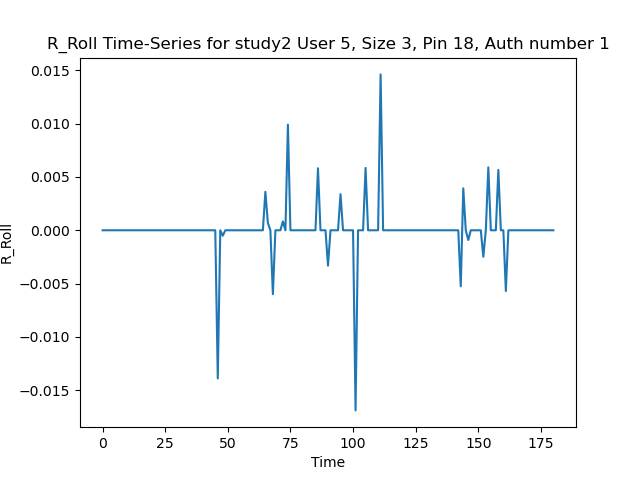 R_Roll Time-Series for study2 User 5, Size 3, Pin 18, Auth number 1
0.015
0.010
0.005
0.000
−0.005
−0.010
−0.015
R_Roll
0 25 50 75 100 125 150 175
Time